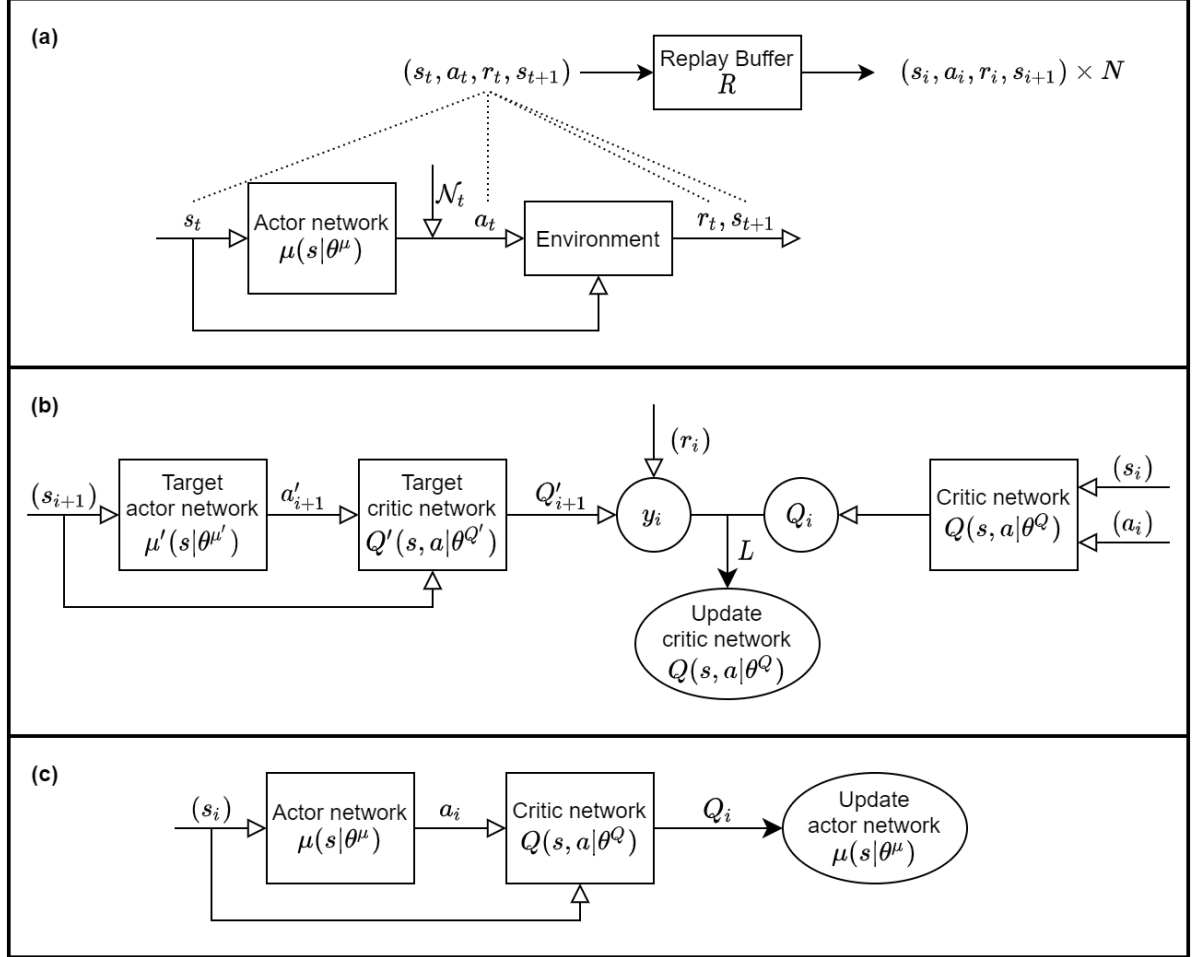 (a)
(s_t, a_t, r_t, s_{t+1})
Replay Buffer
R
(s_i, a_i, r_i, s_{i+1}) × N
𝒩_t
s_t
Actor network
μ(s|θ^μ)
a_t
Environment
r_t, s_{t+1}
(b)
(r_i)
(s_{i+1})
Target
actor network
μ'(s|θ^{μ'})
a'_{i+1}
Target
critic network
Q'(s, a|θ^{Q'})
Q'_{i+1}
y_i
Q_i
Critic network
Q(s, a|θ^Q)
(s_i)
(a_i)
L
Update
critic network
Q(s, a|θ^Q)
(c)
(s_i)
Actor network
μ(s|θ^μ)
a_i
Critic network
Q(s, a|θ^Q)
Q_i
Update
actor network
μ(s|θ^μ)